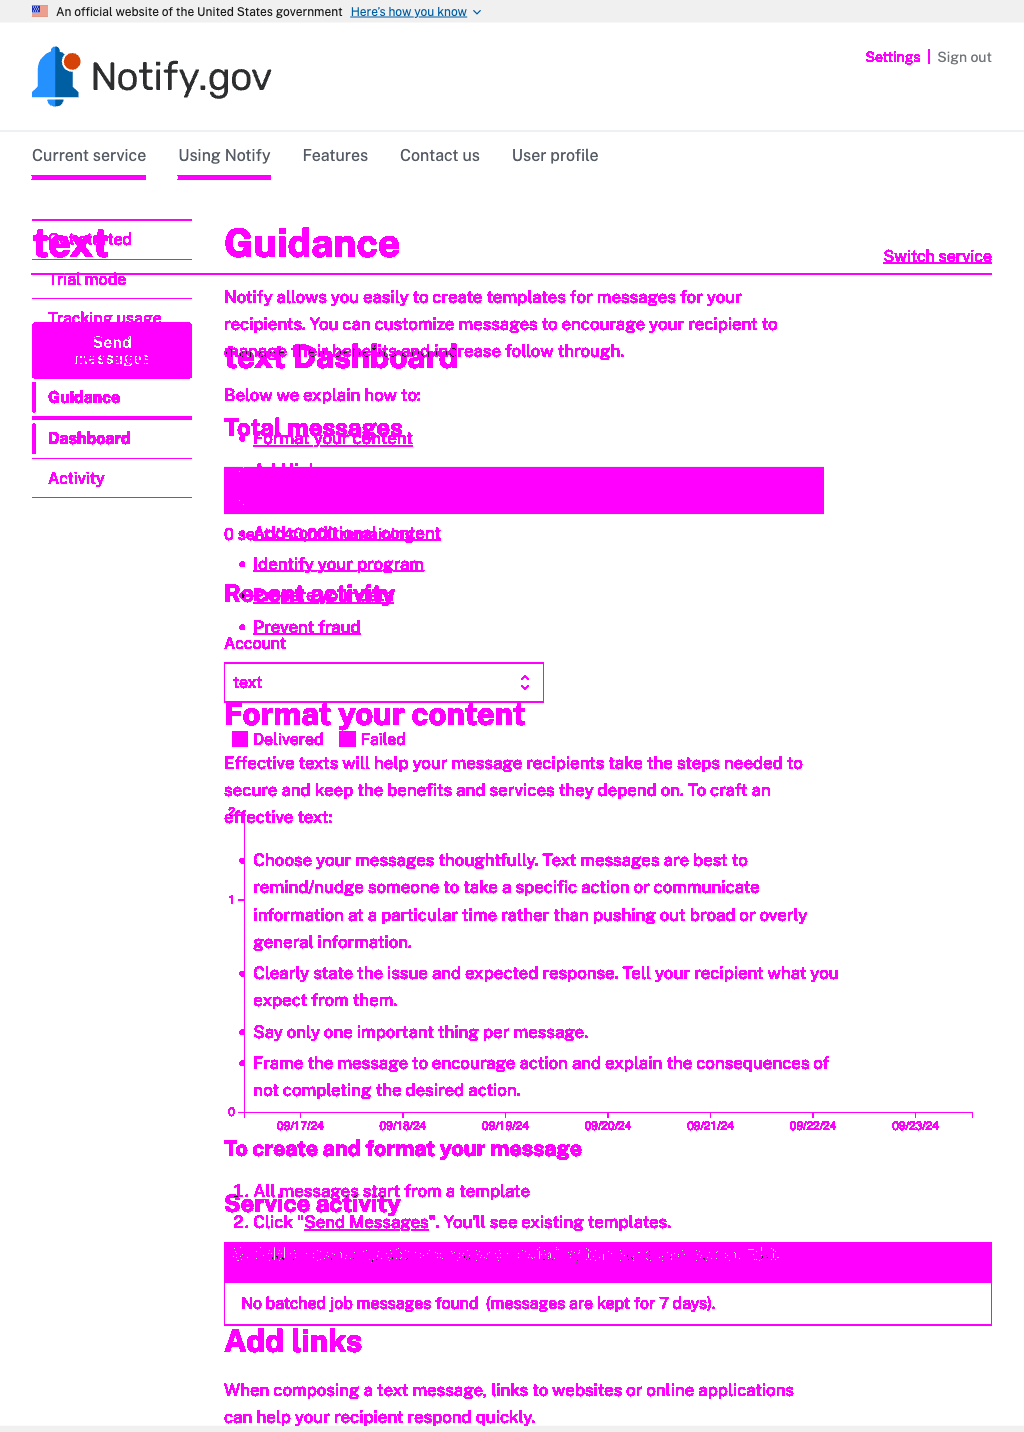 An official website of the United States government Here's how you know
Notify.gov
Settings Sign out
Current service Using Notify Features Contact us User profile
text
Trial mode
Tracking usage
Send
messages
Guidance
Dashboard
Activity
Guidance
Switch service
Notify allows you easily to create templates for messages for your
recipients. You can customize messages to encourage your recipient to
manage their benefits and increase follow through.
text Dashboard
Below we explain how to:
Total messages
• Format your content
• Add conditional content
• Identify your program
Recent activity
• Prevent fraud
Account
text
Format your content
Delivered Failed
Effective texts will help your message recipients take the steps needed to
secure and keep the benefits and services they depend on. To craft an
effective text:
2
• Choose your messages thoughtfully. Text messages are best to
remind/nudge someone to take a specific action or communicate
1
information at a particular time rather than pushing out broad or overly
general information.
• Clearly state the issue and expected response. Tell your recipient what you
expect from them.
• Say only one important thing per message.
• Frame the message to encourage action and explain the consequences of
not completing the desired action.
0
09/17/24 09/18/24 09/19/24 09/20/24 09/21/24 09/22/24 09/23/24
To create and format your message
1. All messages start from a template
Service activity
2. Click "Send Messages". You'll see existing templates.
No batched job messages found (messages are kept for 7 days).
Add links
When composing a text message, links to websites or online applications
can help your recipient respond quickly.